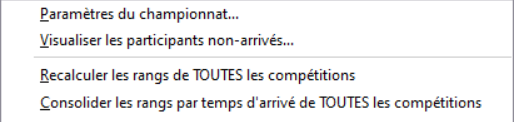 Paramètres du championnat...
Visualiser les participants non-arrivés...
Recalculer les rangs de TOUTES les compétitions
Consolider les rangs par temps d'arrivé de TOUTES les compétitions